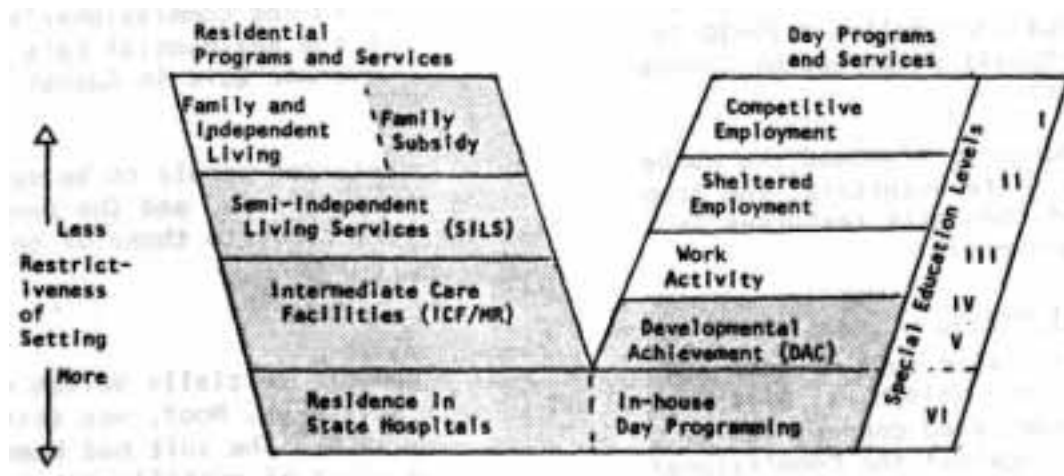 Residential
Programs and Services
Day Programs
and Services
Family and
Independent
Living
Family
Subsidy
Competitive
Employment
I
Semi-Independent
Living Services (SILS)
Sheltered
Employment
II
Less
Restrict-
iveness
of
Setting
More
Intermediate Care
Facilities (ICF/MR)
Work
Activity
III
IV
Developmental
Achievement (DAC)
V
Special Education Levels
Residence in
State Hospitals
In-house
Day Programming
VI